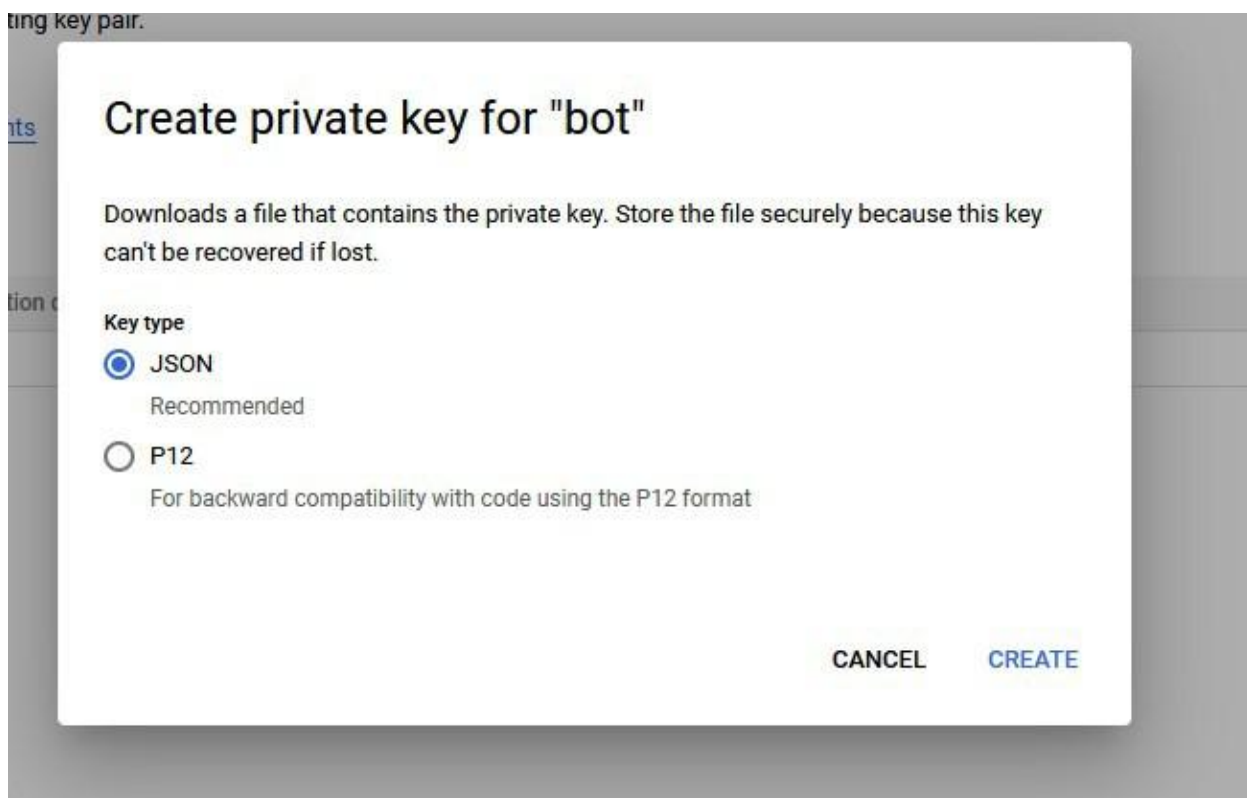 ting key pair.
Create private key for "bot"
nts
Downloads a file that contains the private key. Store the file securely because this key
can't be recovered if lost.
tion
Key type
JSON
Recommended
P12
For backward compatibility with code using the P12 format
CANCEL CREATE